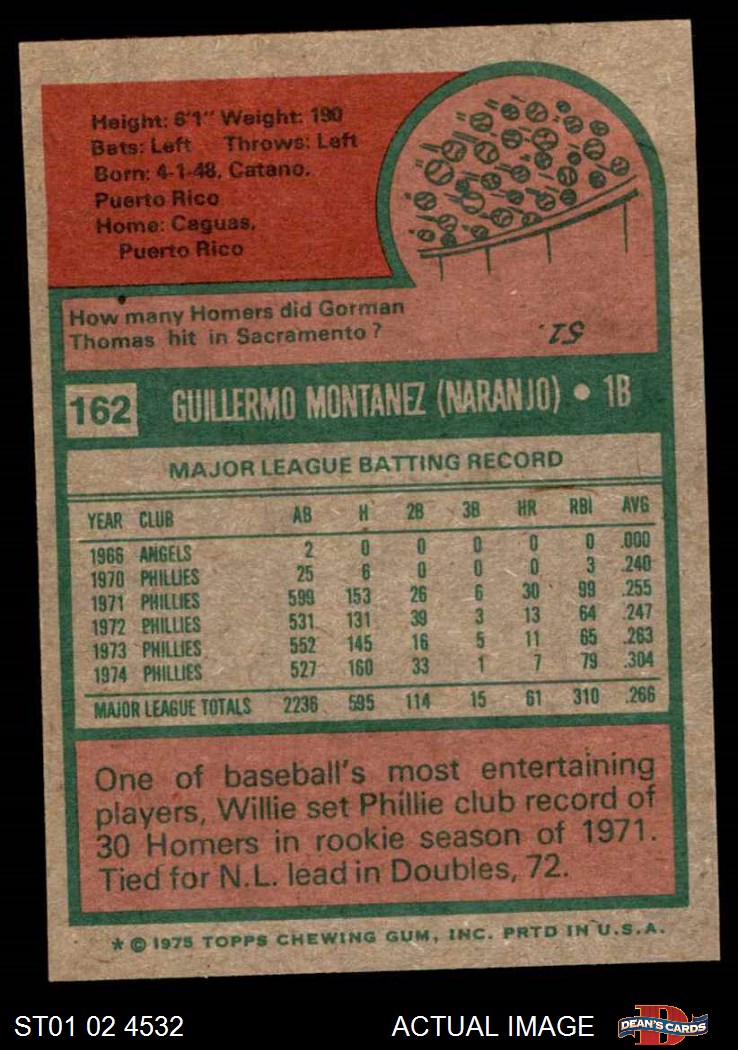 Height: 6'1" Weight: 190
Bats: Left Throws: Left
Born: 4-1-48, Catano,
Puerto Rico
Home: Caguas,
Puerto Rico
How many Homers did Gorman
Thomas hit in Sacramento?
51.
162 GUILLERMO MONTANEZ (NARANJO) • 1B
MAJOR LEAGUE BATTING RECORD
YEAR CLUB AB H 2B 3B HR RBI AVG
1966 ANGELS 2 0 0 0 0 0 .000
1970 PHILLIES 25 6 0 0 0 3 .240
1971 PHILLIES 599 153 26 6 30 99 .255
1972 PHILLIES 531 131 39 3 13 64 .247
1973 PHILLIES 552 145 16 5 11 65 .263
1974 PHILLIES 527 160 33 1 7 79 .304
MAJOR LEAGUE TOTALS 2236 595 114 15 61 310 .266
One of baseball's most entertaining
players, Willie set Phillie club record of
30 Homers in rookie season of 1971.
Tied for N.L. lead in Doubles, 72.
* © 1975 TOPPS CHEWING GUM, INC. PRTD IN U.S.A.
ST01 02 4532 ACTUAL IMAGE DEAN'S CARDS